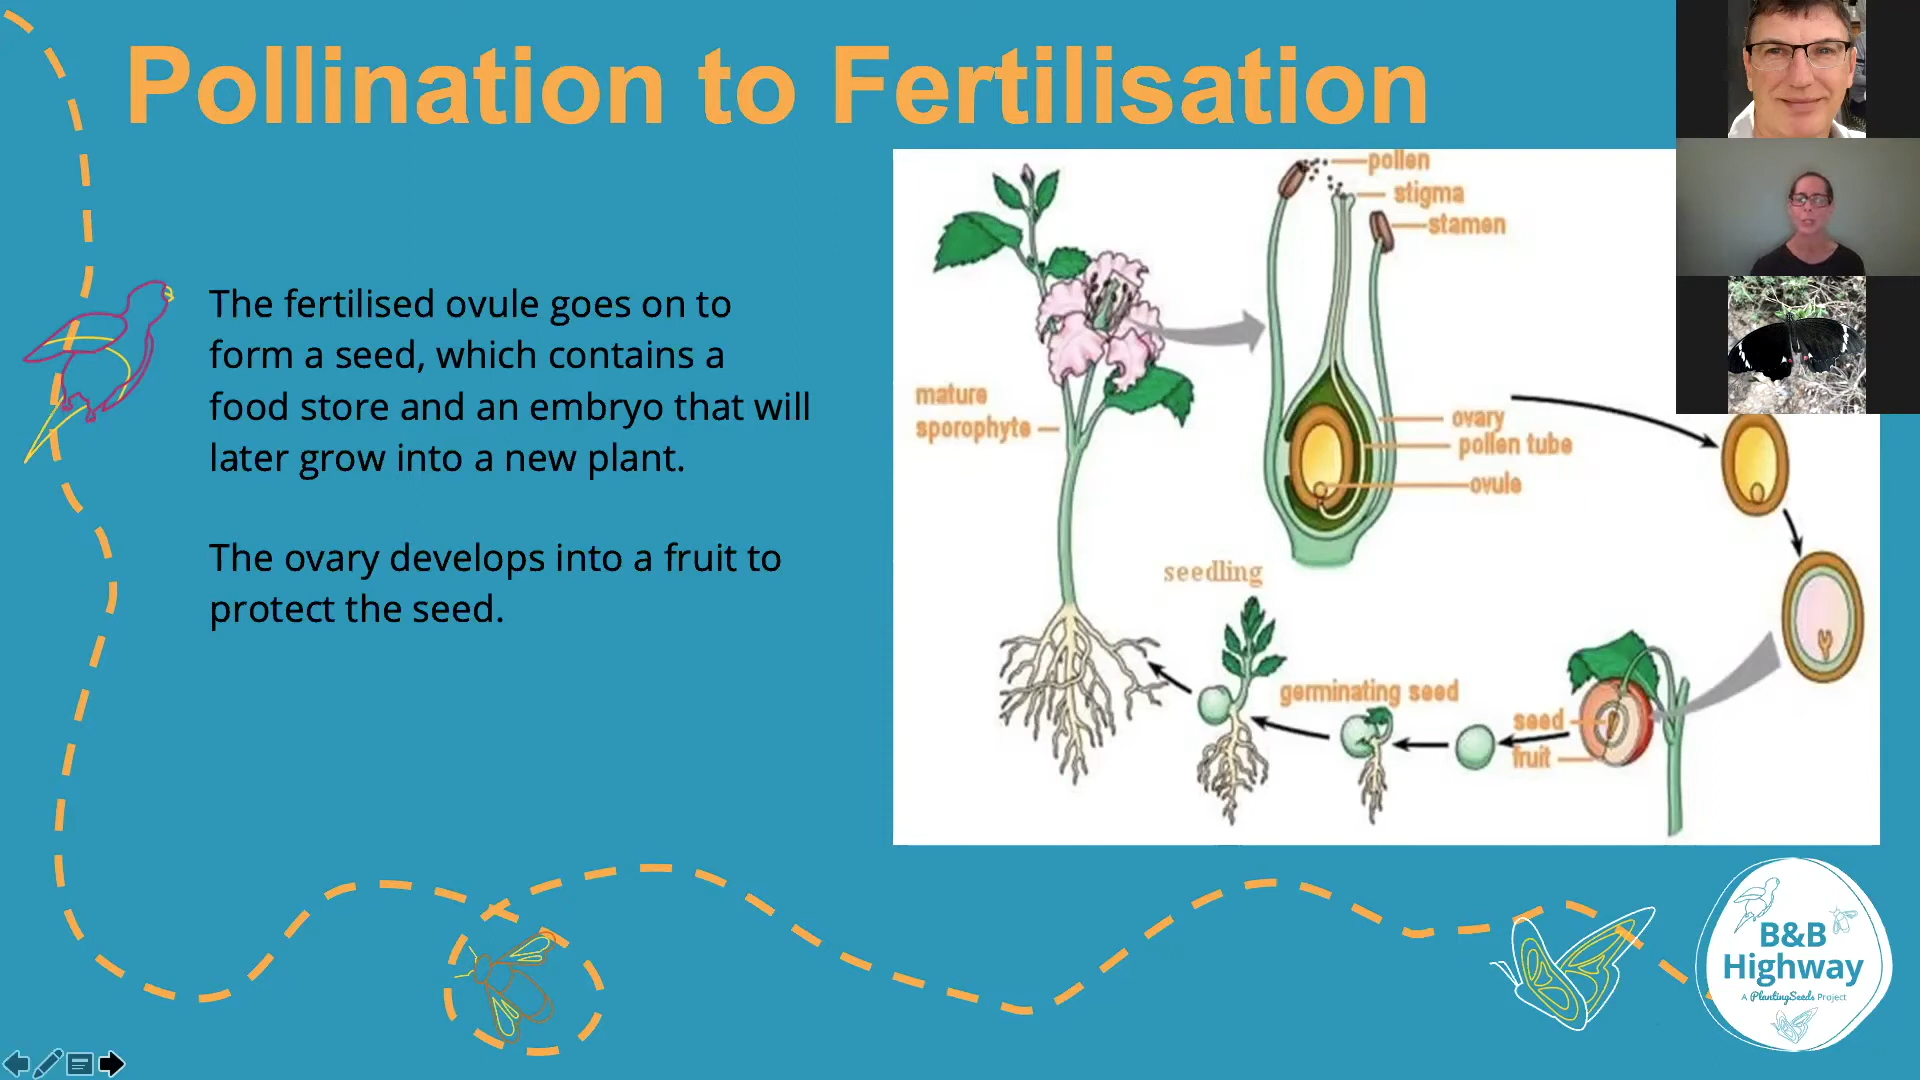 Pollination to Fertilisation
The fertilised ovule goes on to
form a seed, which contains a
food store and an embryo that will
later grow into a new plant.
The ovary develops into a fruit to
protect the seed.
pollen
stigma
stamen
mature
sporophyte
ovary
pollen tube
ovule
seedling
germinating seed
seed
fruit
B&B
Highway
A PlantingSeeds Project